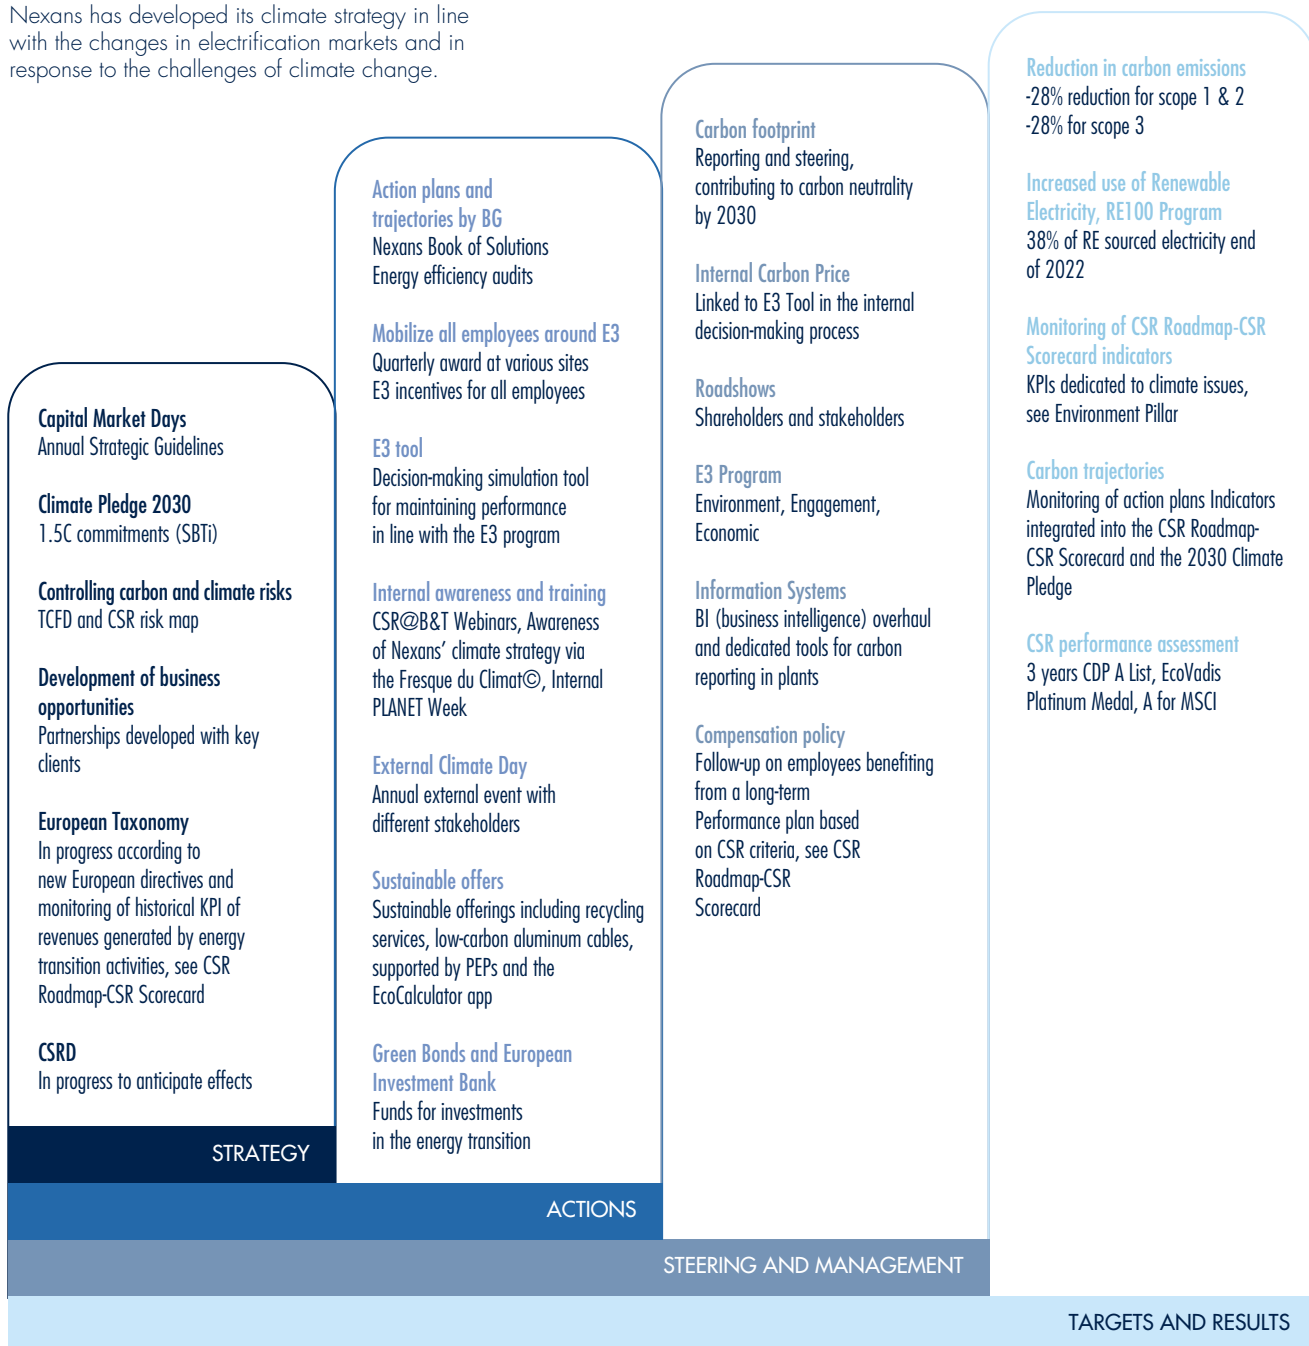 Nexans has developed its climate strategy in line
with the changes in electrification markets and in
response to the challenges of climate change.
Capital Market Days
Annual Strategic Guidelines
Climate Pledge 2030
1.5C commitments (SBTi)
Controlling carbon and climate risks
TCFD and CSR risk map
Development of business
opportunities
Partnerships developed with key
clients
European Taxonomy
In progress according to
new European directives and
monitoring of historical KPI of
revenues generated by energy
transition activities, see CSR
Roadmap-CSR Scorecard
CSRD
In progress to anticipate effects
STRATEGY
Action plans and
trajectories by BG
Nexans Book of Solutions
Energy efficiency audits
Mobilize all employees around E3
Quarterly award at various sites
E3 incentives for all employees
E3 tool
Decision-making simulation tool
for maintaining performance
in line with the E3 program
Internal awareness and training
CSR@B&T Webinars, Awareness
of Nexans’ climate strategy via
the Fresque du Climat©, Internal
PLANET Week
External Climate Day
Annual external event with
different stakeholders
Sustainable offers
Sustainable offerings including recycling
services, low-carbon aluminum cables,
supported by PEPs and the
EcoCalculator app
Green Bonds and European
Investment Bank
Funds for investments
in the energy transition
ACTIONS
Carbon footprint
Reporting and steering,
contributing to carbon neutrality
by 2030
Internal Carbon Price
Linked to E3 Tool in the internal
decision-making process
Roadshows
Shareholders and stakeholders
E3 Program
Environment, Engagement,
Economic
Information Systems
BI (business intelligence) overhaul
and dedicated tools for carbon
reporting in plants
Compensation policy
Follow-up on employees benefiting
from a long-term
Performance plan based
on CSR criteria, see CSR
Roadmap-CSR
Scorecard
STEERING AND MANAGEMENT
Reduction in carbon emissions
-28% reduction for scope 1 & 2
-28% for scope 3
Increased use of Renewable
Electricity, RE100 Program
38% of RE sourced electricity end
of 2022
Monitoring of CSR Roadmap-CSR
Scorecard indicators
KPIs dedicated to climate issues,
see Environment Pillar
Carbon trajectories
Monitoring of action plans Indicators
integrated into the CSR Roadmap-
CSR Scorecard and the 2030 Climate
Pledge
CSR performance assessment
3 years CDP A List, EcoVadis
Platinum Medal, A for MSCI
TARGETS AND RESULTS